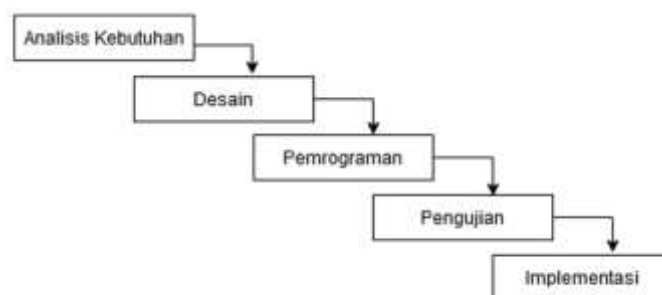 Analisis Kebutuhan
Desain
Pemrograman
Pengujian
Implementasi